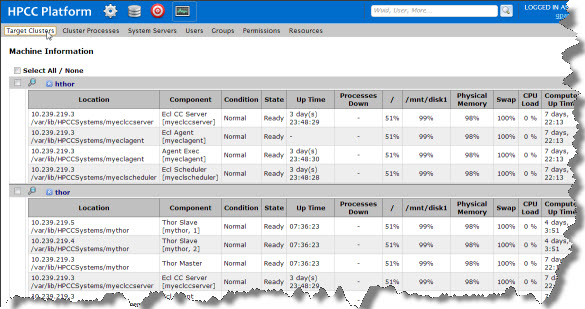 HPCC Platform
Wuid, User, more...
LOGGED IN AS
Target Clusters Cluster Processes System Servers Users Groups Permissions Resources
Machine Information
Select All / None
hthor
Location Component Condition State Up Time Processes Down / /mnt/disk1 Physical Memory Swap CPU Load Compute Up Time
10.239.219.3 Ecl CC Server Normal Ready 3 day(s) - 51% 99% 98% 100% 0 % 7 days,
/var/lib/HPCCSystems/myeclccserver [myeclccserver] 23:48:29 22:13
10.239.219.3 Ecl Agent Normal Ready - - 51% 99% 98% 100% 0 % 7 days,
/var/lib/HPCCSystems/myeclagent [myeclagent] 22:13
10.239.219.3 Agent Exec Normal Ready 3 day(s) - 51% 99% 98% 100% 0 % 7 days,
/var/lib/HPCCSystems/myeclagent [myeclagent] 23:48:30 22:13
10.239.219.3 Ecl Scheduler Normal Ready 3 day(s) - 51% 99% 98% 100% 0 % 7 days,
/var/lib/HPCCSystems/myeclscheduler [myeclscheduler] 23:48:28 22:13
thor
Location Component Condition State Up Time Processes Down / /mnt/disk1 Physical Memory Swap CPU Load Compute Up Time
10.239.219.5 Thor Slave Normal Ready 07:36:23 - 51% 99% 98% 100% 0 % 4 days,
/var/lib/HPCCSystems/mythor [mythor, 1] 3:51
10.239.219.4 Thor Slave Normal Ready 07:36:23 - 51% 99% 98% 100% 0 % 4 days,
/var/lib/HPCCSystems/mythor [mythor, 2] 3:51
10.239.219.3 Thor Master Normal Ready 07:36:23 - 51% 99% 98% 100% 0 % 7 days,
/var/lib/HPCCSystems/mythor
10.239.219.3 Ecl CC Server Normal Ready 3 day(s) - 51% 99% 98% 100% 0 % 7 days,
/var/lib/HPCCSystems/myeclccserver [myeclccserver]
10.239.219.3